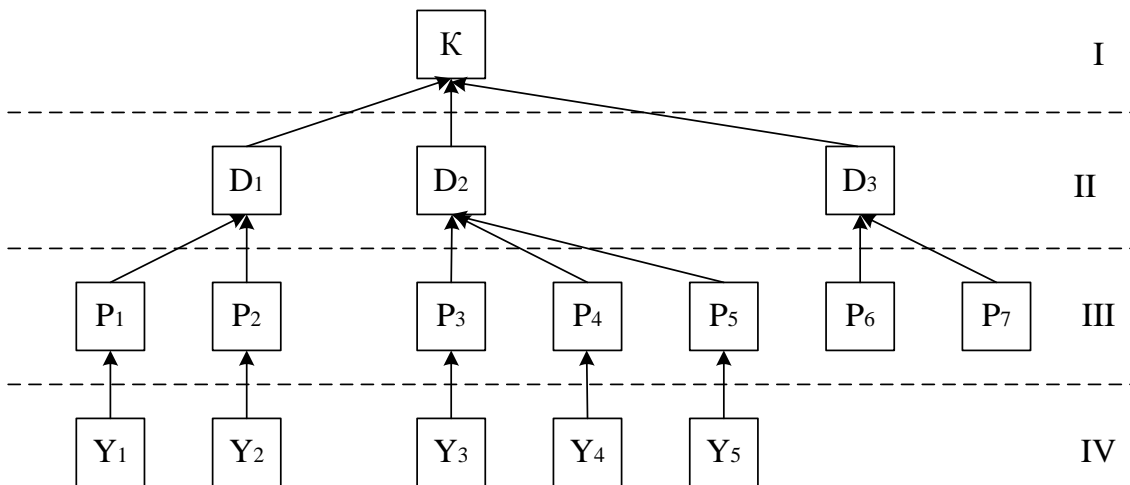 К I
D1 D2 D3 II
P1 P2 P3 P4 P5 P6 P7 III
Y1 Y2 Y3 Y4 Y5 IV